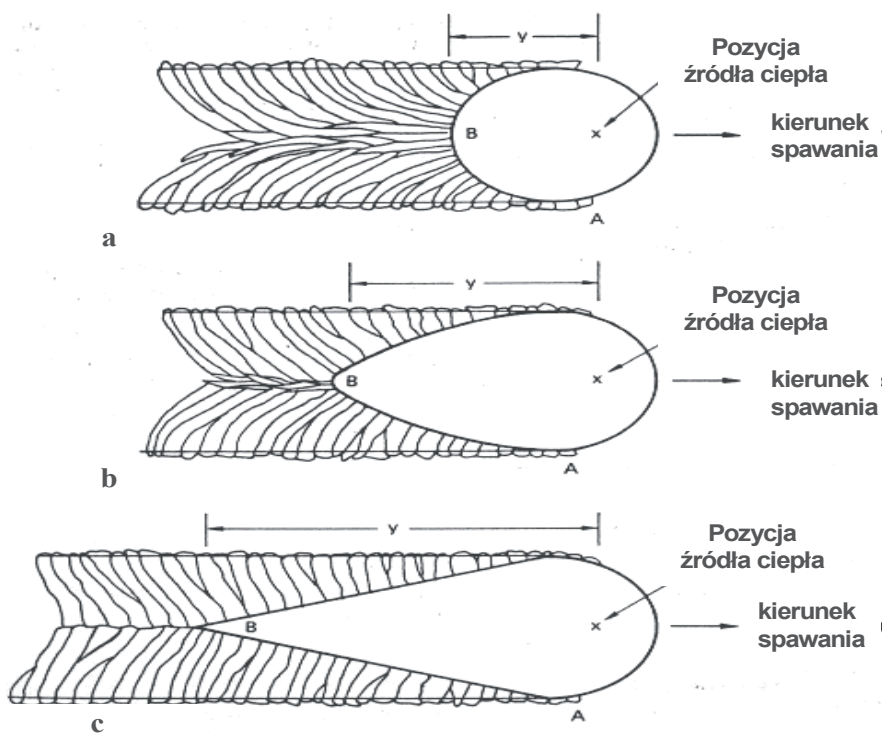 y
Pozycja
źródła ciepła
B
x
kierunek
spawania
A
a
y
Pozycja
źródła ciepła
B
x
kierunek
spawania
A
b
y
Pozycja
źródła ciepła
B
x
kierunek
spawania
A
c